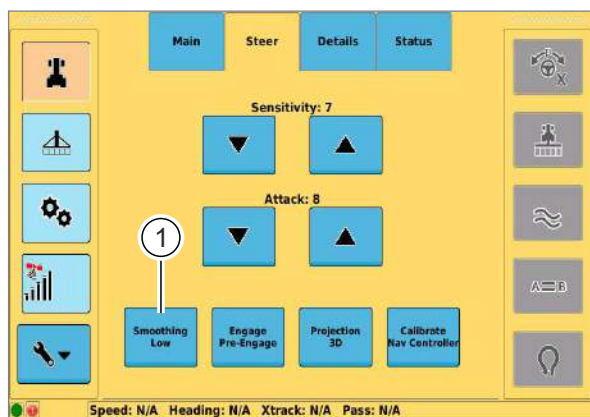 Main Steer Details Status
Sensitivity: 7
Attack: 8
1
Smoothing Engage Projection Calibrate
Low Pre-Engage 3D Nav Controller
X
A B
Speed: N/A Heading: N/A Xtrack: N/A Pass: N/A